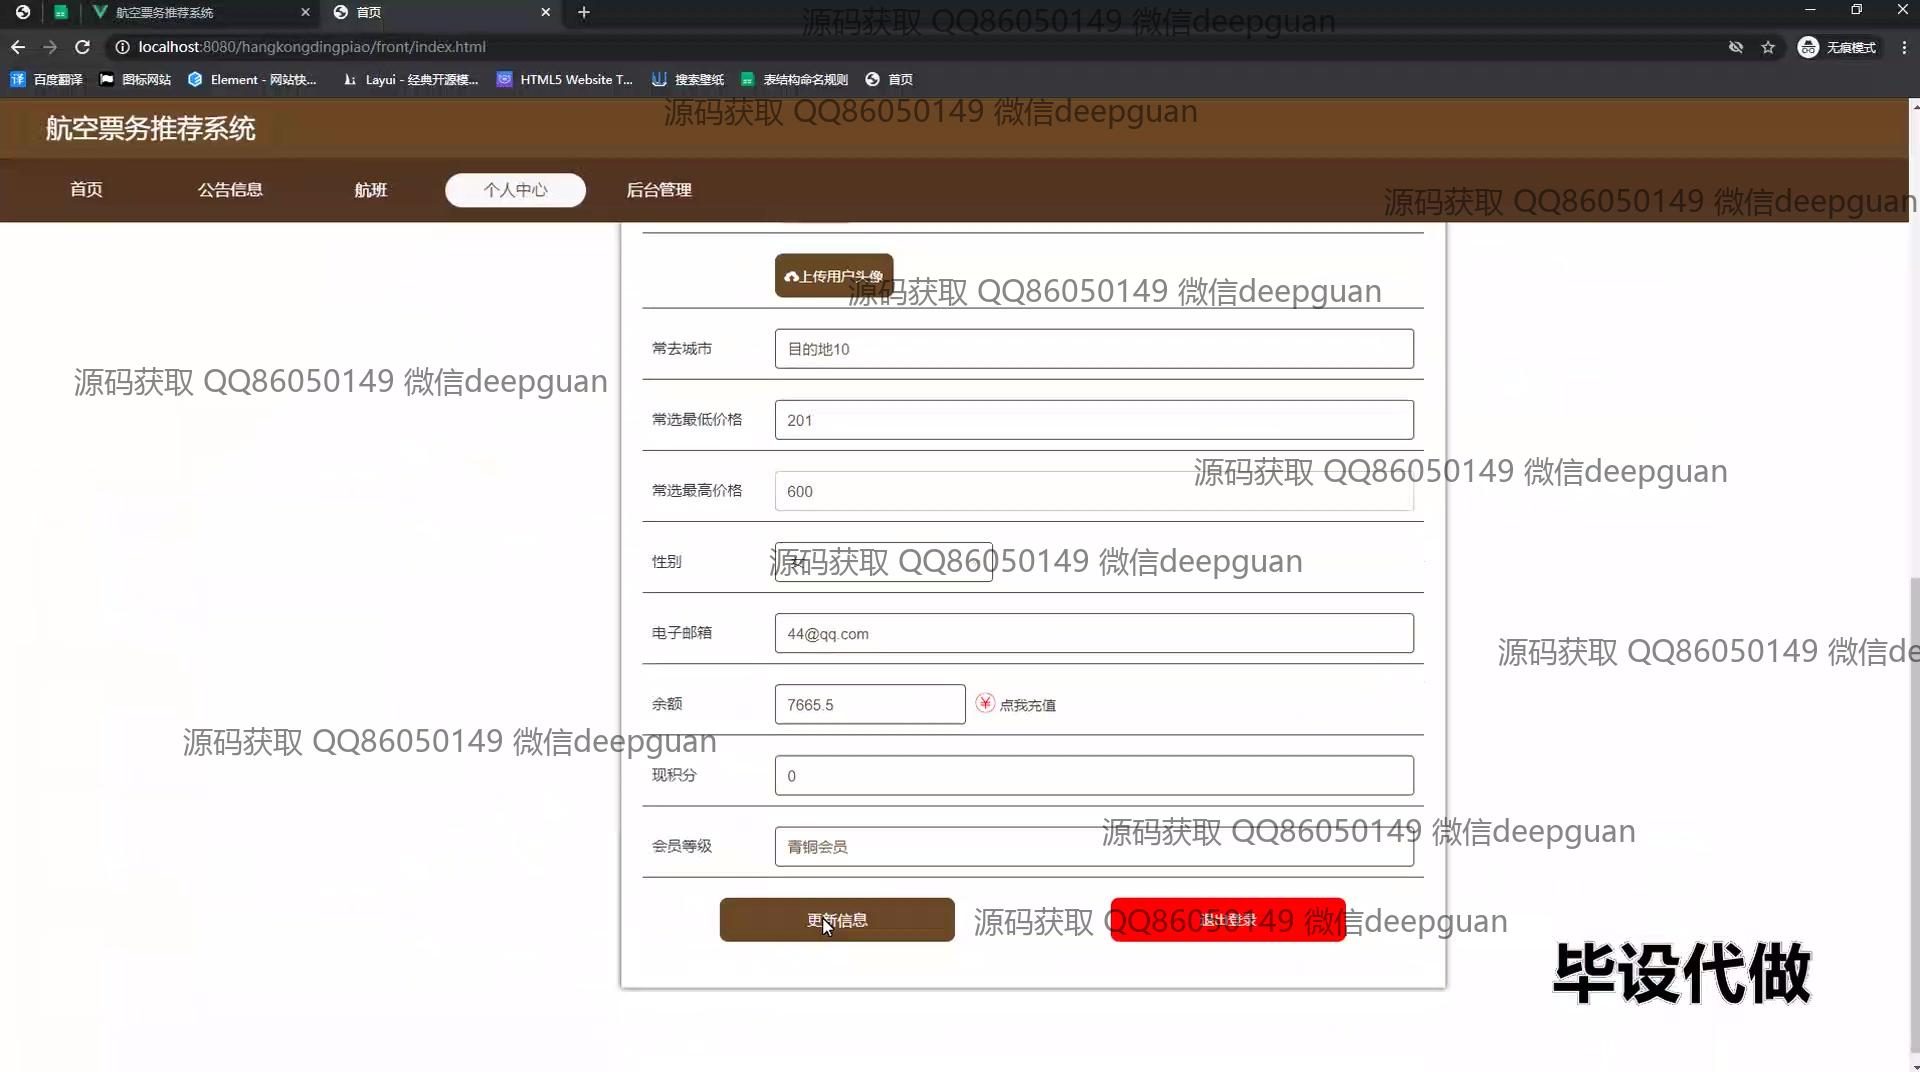 航空票务推荐系统
首页
源码获取 QQ86050149 微信deepguan
localhost:8080/hangkongdingpiao/front/index.html
无痕模式
百度翻译
图标网站
Element - 网站快...
Layui - 经典开源模...
HTML5 Website T...
搜索壁纸
表结构命名规则
首页
源码获取 QQ86050149 微信deepguan
航空票务推荐系统
首页
公告信息
航班
个人中心
后台管理
源码获取 QQ86050149 微信deepguan
上传用户头像
源码获取 QQ86050149 微信deepguan
常去城市
目的地10
源码获取 QQ86050149 微信deepguan
常选最低价格
201
源码获取 QQ86050149 微信deepguan
常选最高价格
600
性别
源码获取 QQ86050149 微信deepguan
电子邮箱
44@qq.com
源码获取 QQ86050149 微信de
余额
7665.5
点我充值
源码获取 QQ86050149 微信deepguan
现积分
0
源码获取 QQ86050149 微信deepguan
会员等级
青铜会员
更新信息
源码获取 QQ86050149 微信deepguan
退出登录
毕设代做